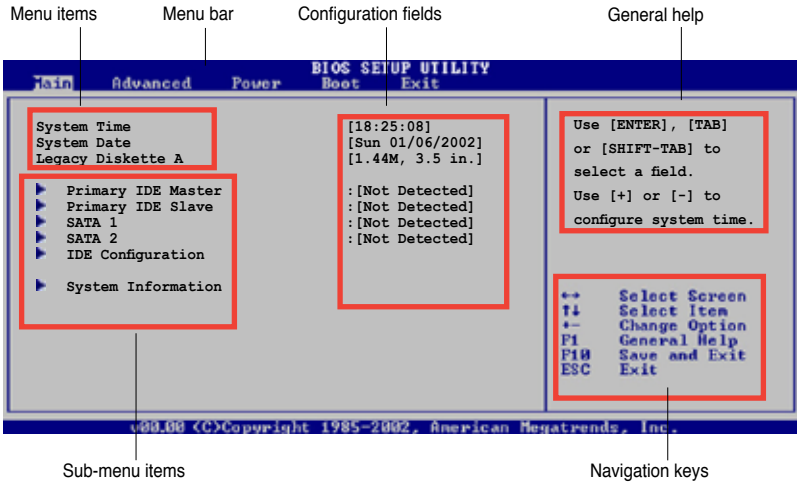 Menu items Menu bar Configuration fields General help
BIOS SETUP UTILITY
Main Advanced Power Boot Exit
System Time [18:25:08]
System Date [Sun 01/06/2002]
Legacy Diskette A [1.44M, 3.5 in.]
Primary IDE Master :[Not Detected]
Primary IDE Slave :[Not Detected]
SATA 1 :[Not Detected]
SATA 2 :[Not Detected]
IDE Configuration
System Information
Use [ENTER], [TAB]
or [SHIFT-TAB] to
select a field.
Use [+] or [-] to
configure system time.
↔ Select Screen
↑↓ Select Item
+- Change Option
F1 General Help
F10 Save and Exit
ESC Exit
v00.00 (C)Copyright 1985-2002, American Megatrends, Inc.
Sub-menu items Navigation keys